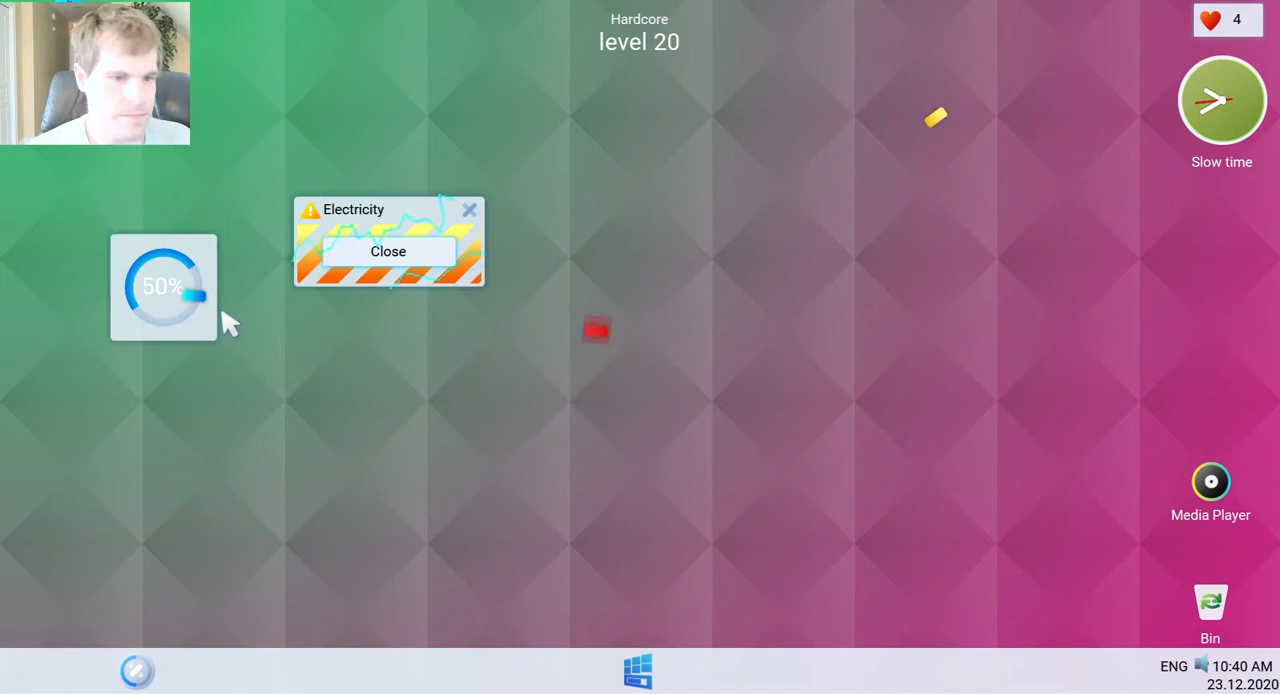 Hardcore
level 20
4
Slow time
Electricity
Close
50%
Media Player
Bin
ENG 10:40 AM
23.12.2020